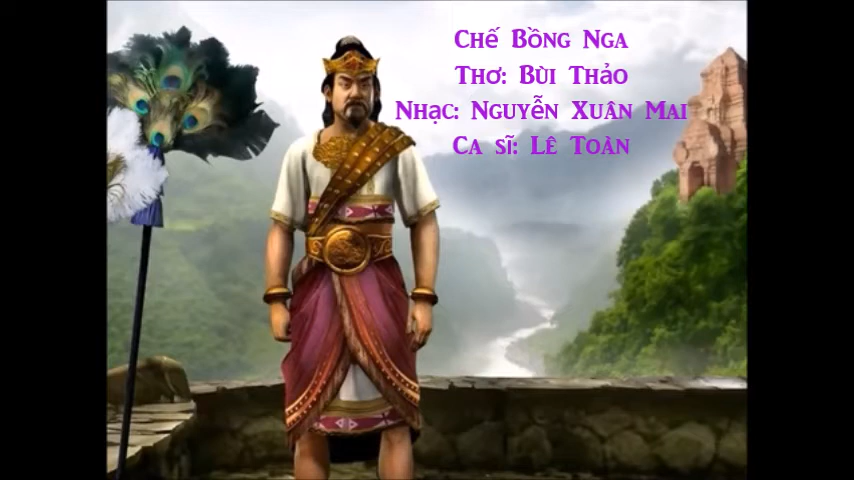 Chế Bồng Nga
Thơ: Bùi Thảo
Nhạc: Nguyễn Xuân Mai
Ca sĩ: Lê Toàn